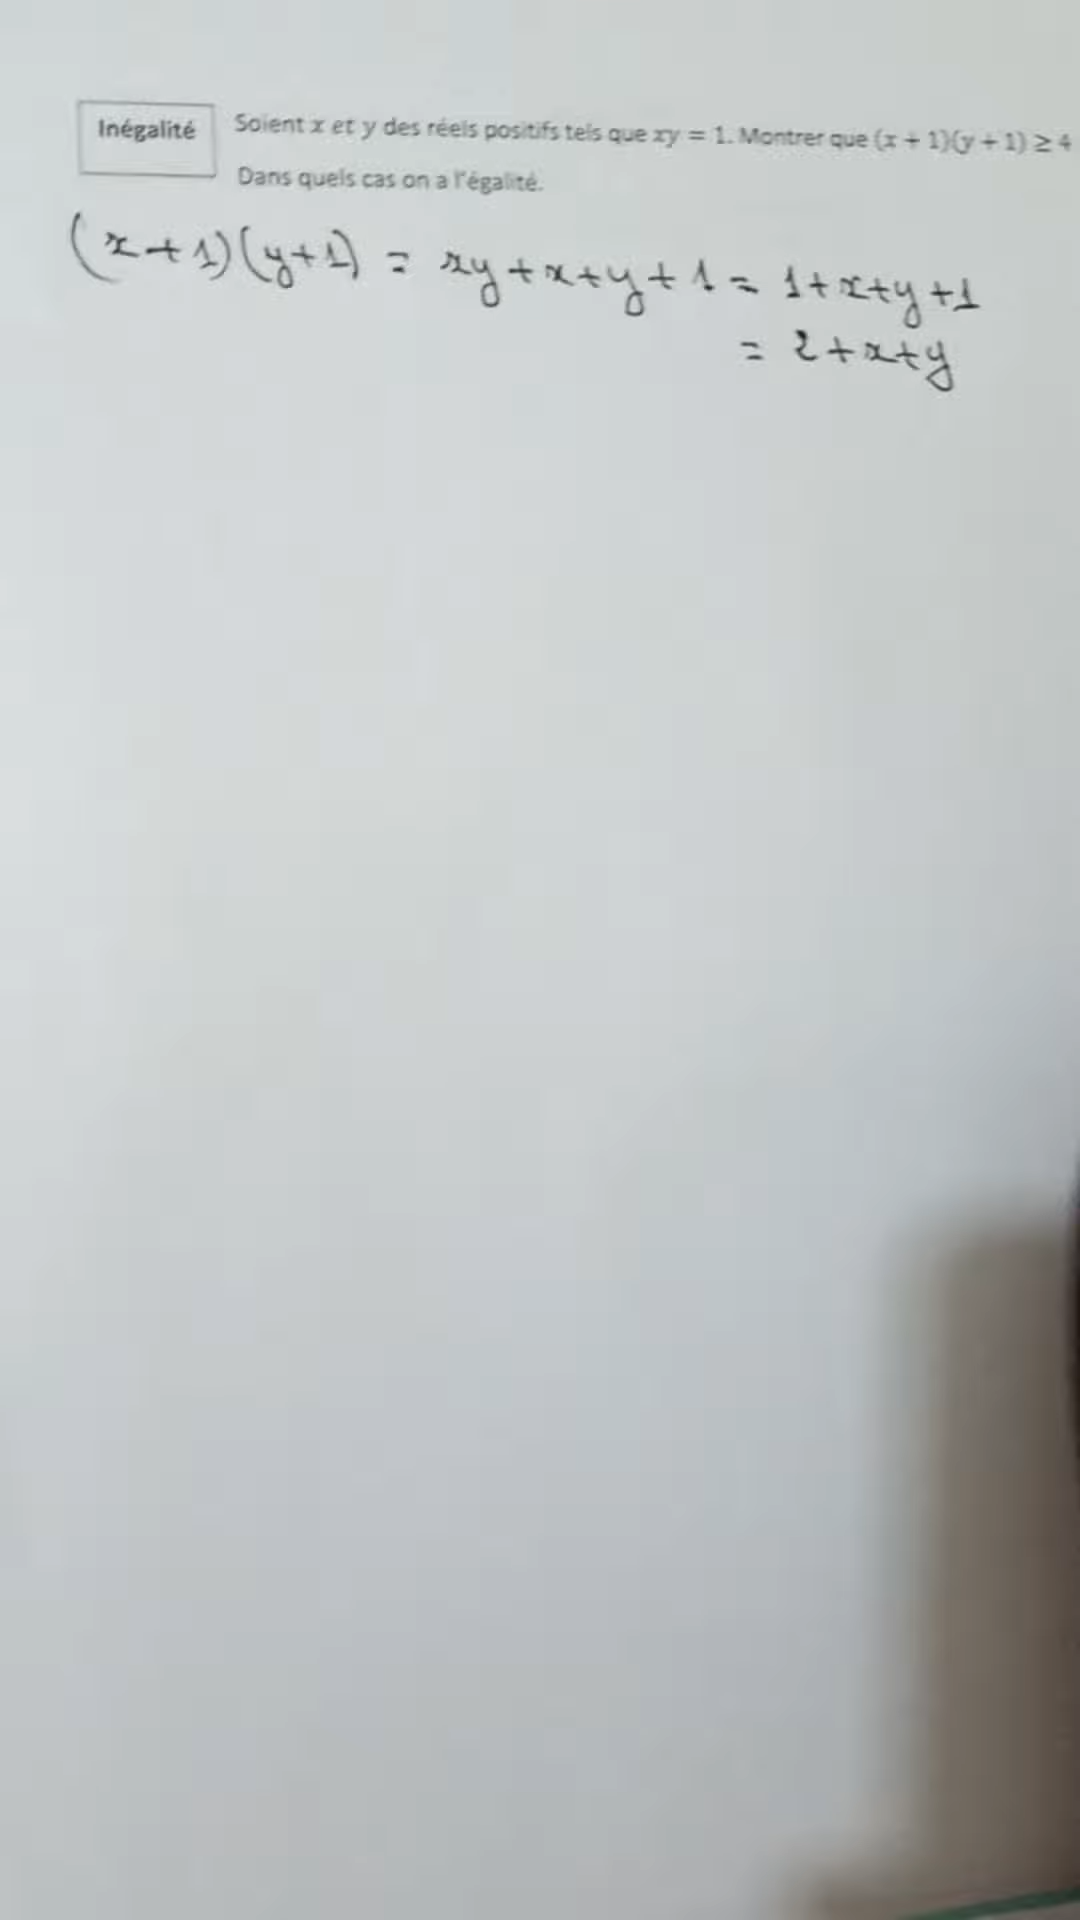 Inégalité Soient x et y des réels positifs tels que xy = 1. Montrer que (x + 1)(y + 1) ≥ 4
Dans quels cas on a l'égalité.
(x+1)(y+1) = xy+x+y+1 = 1+x+y+1
= 2+x+y